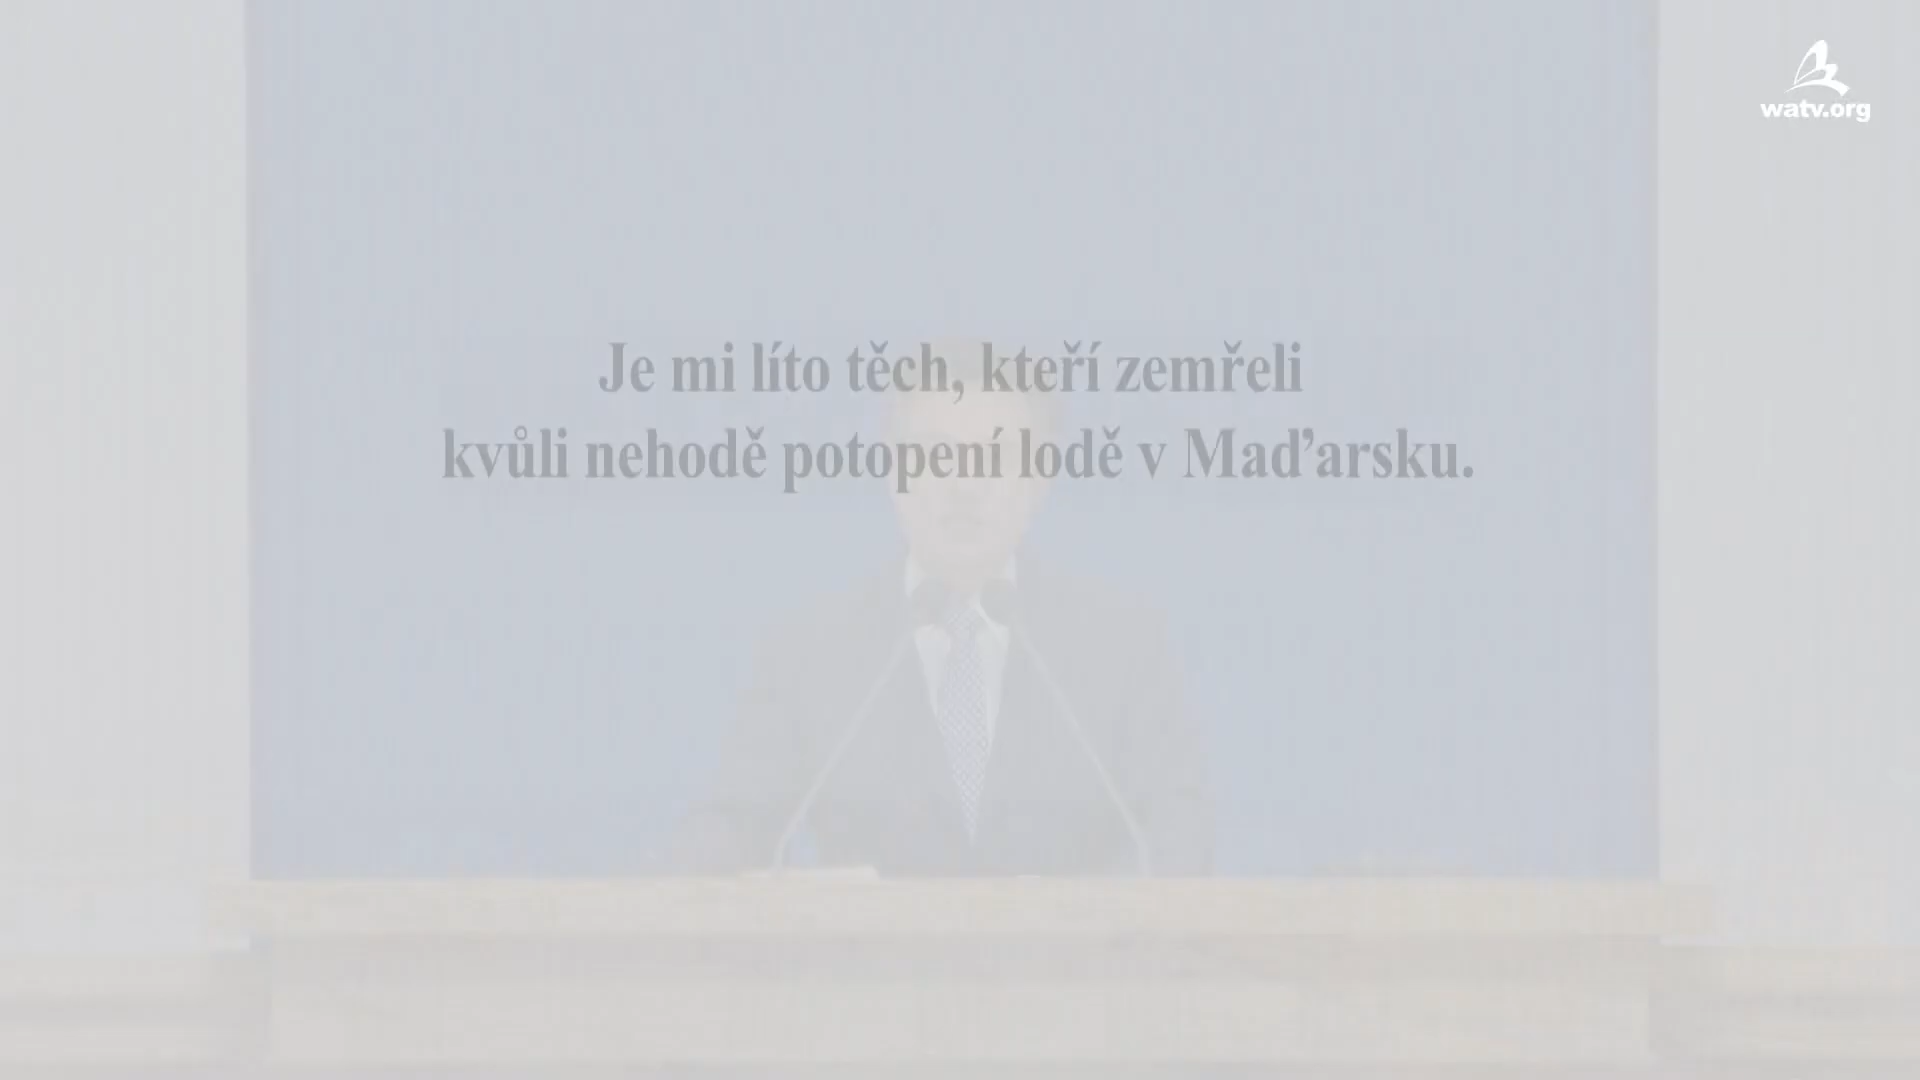 watv.org
Je mi líto těch, kteří zemřeli
kvůli nehodě potopení lodě v Maďarsku.